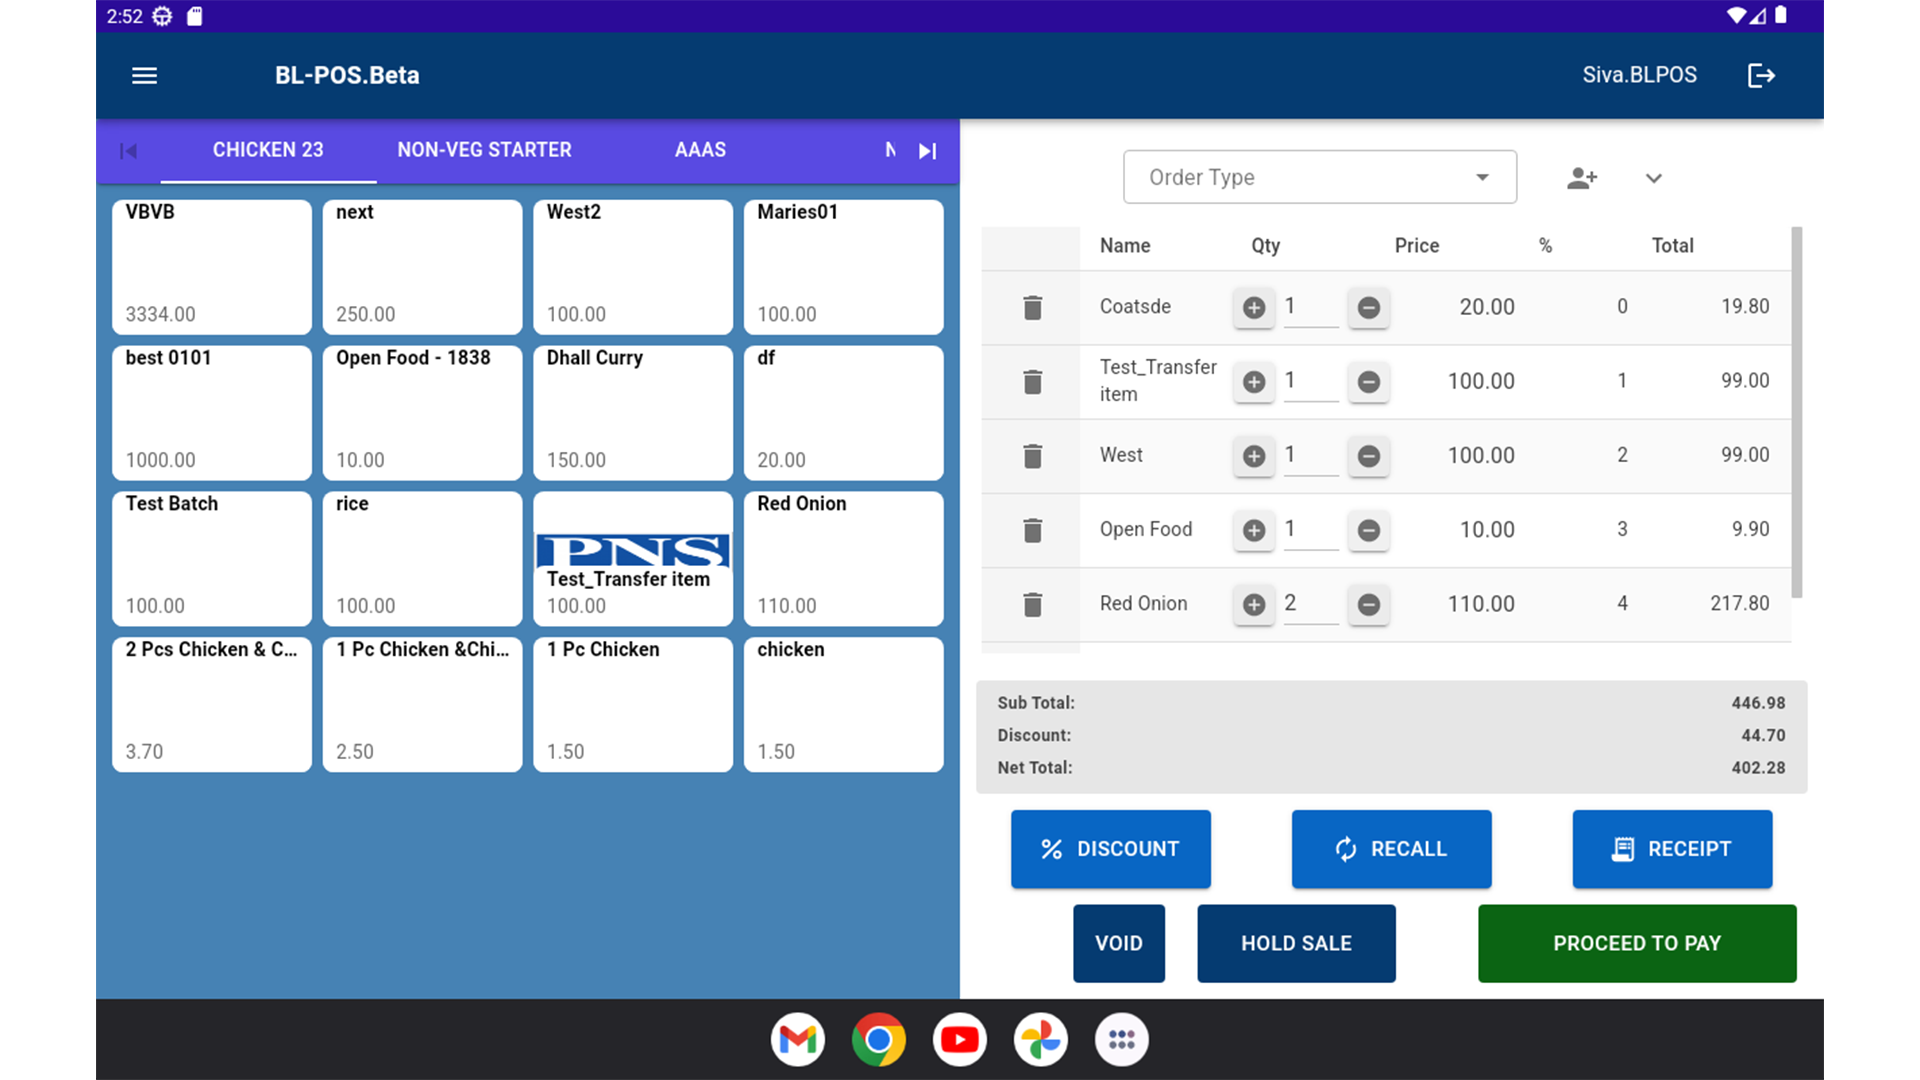 2:52
BL-POS.Beta
Siva.BLPOS
CHICKEN 23 NON-VEG STARTER AAAS N
VBVB next West2 Maries01
3334.00 250.00 100.00 100.00
best 0101 Open Food - 1838 Dhall Curry df
1000.00 10.00 150.00 20.00
Test Batch rice PNS Red Onion
Test_Transfer item
100.00 100.00 100.00 110.00
2 Pcs Chicken & C... 1 Pc Chicken &Chi... 1 Pc Chicken chicken
3.70 2.50 1.50 1.50
Order Type
Name Qty Price % Total
Coatsde 1 20.00 0 19.80
Test_Transfer
item 1 100.00 1 99.00
West 1 100.00 2 99.00
Open Food 1 10.00 3 9.90
Red Onion 2 110.00 4 217.80
Sub Total: 446.98
Discount: 44.70
Net Total: 402.28
DISCOUNT RECALL RECEIPT
VOID HOLD SALE PROCEED TO PAY